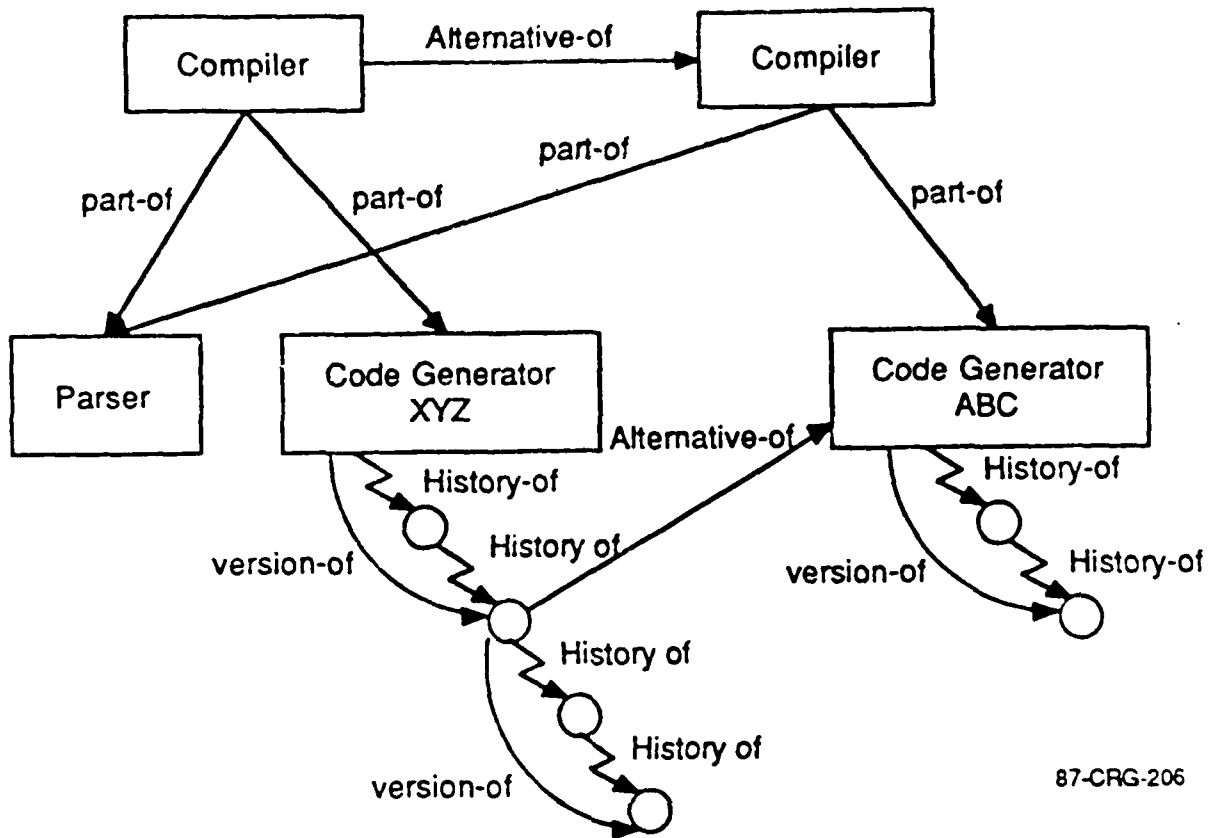 Alternative-of
Compiler
Compiler
part-of
part-of
part-of
part-of
Parser
Code Generator
XYZ
Code Generator
ABC
Alternative-of
History-of
History-of
version-of
History of
version-of
History-of
History of
History of
version-of
87-CRG-206